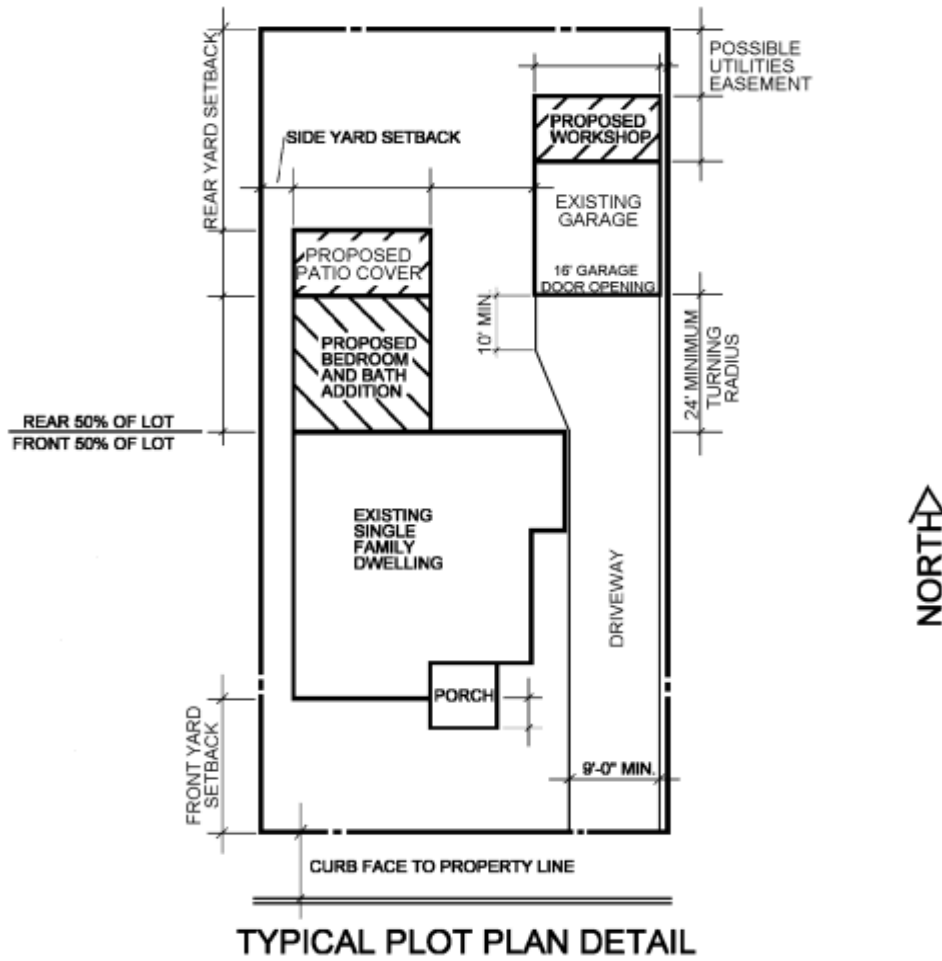 REAR YARD SETBACK
POSSIBLE
UTILITIES
EASEMENT
PROPOSED
WORKSHOP
SIDE YARD SETBACK
EXISTING
GARAGE
PROPOSED
PATIO COVER
16' GARAGE
DOOR OPENING
10' MIN.
24' MINIMUM
TURNING
RADIUS
PROPOSED
BEDROOM
AND BATH
ADDITION
REAR 50% OF LOT
FRONT 50% OF LOT
EXISTING
SINGLE
FAMILY
DWELLING
DRIVEWAY
NORTH
PORCH
FRONT YARD
SETBACK
9'-0" MIN.
CURB FACE TO PROPERTY LINE
TYPICAL PLOT PLAN DETAIL